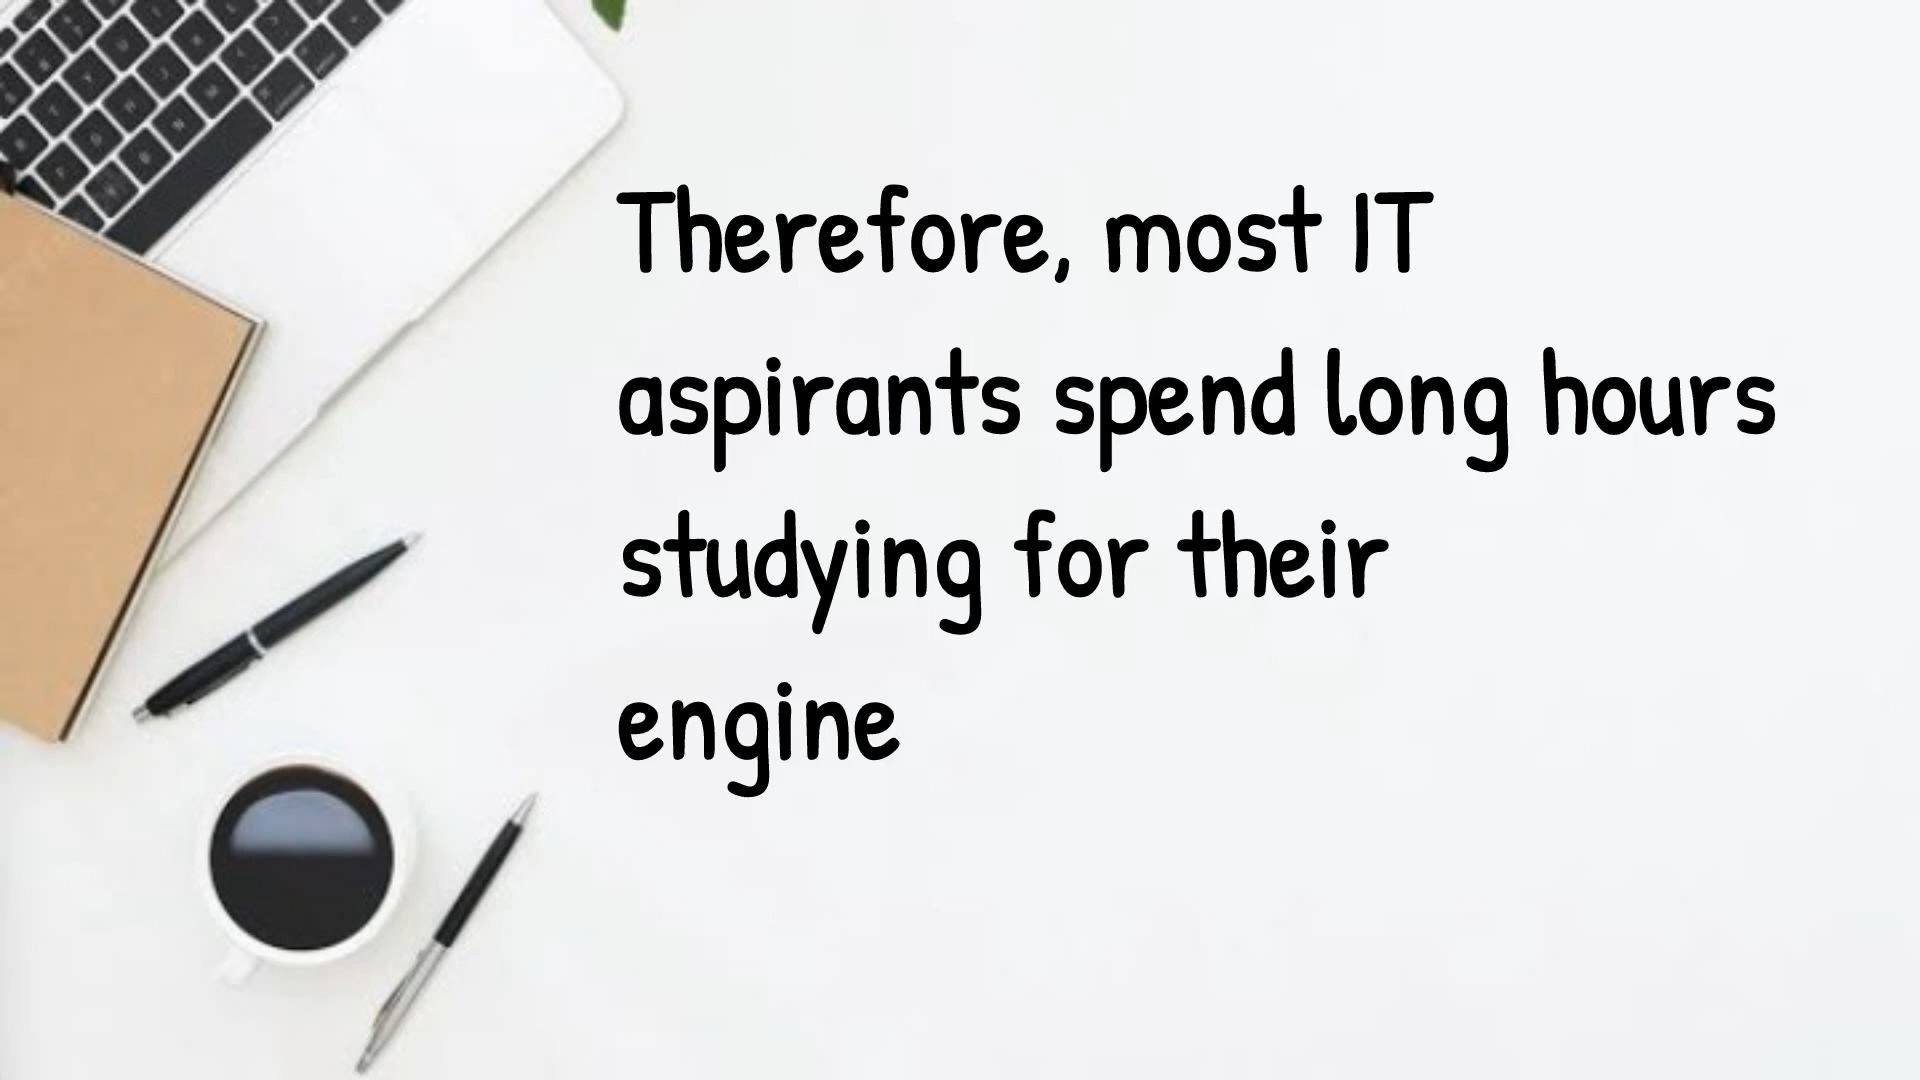 Therefore, most IT
aspirants spend long hours
studying for their
engine